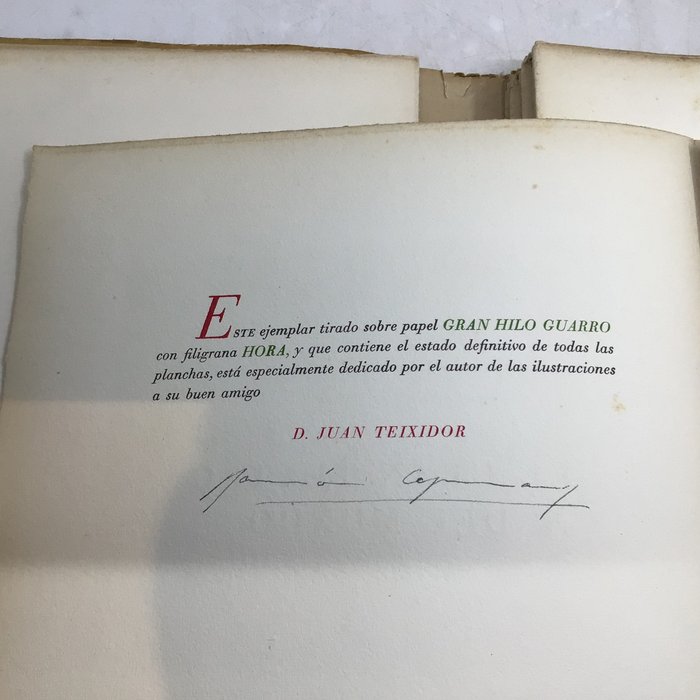 Este ejemplar tirado sobre papel GRAN HILO GUARRO
con filigrana HORA, y que contiene el estado definitivo de todas las
planchas, está especialmente dedicado por el autor de las ilustraciones
a su buen amigo
D. JUAN TEIXIDOR
Ramón